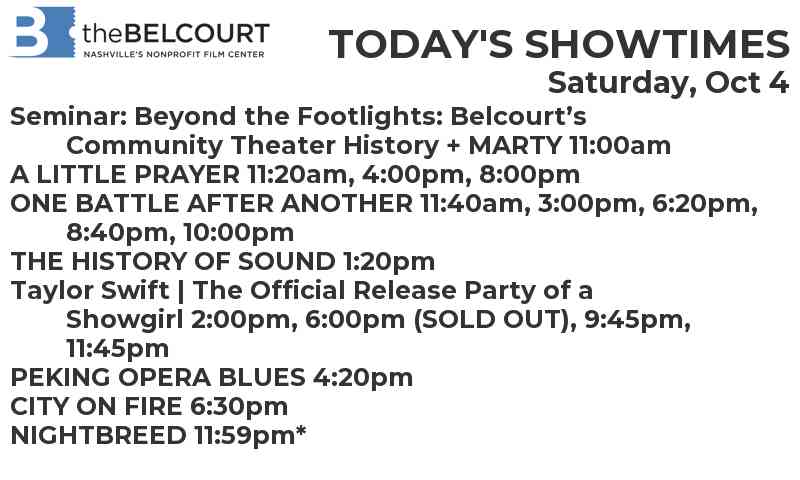 B theBELCOURT
NASHVILLE'S NONPROFIT FILM CENTER
TODAY'S SHOWTIMES
Saturday, Oct 4
Seminar: Beyond the Footlights: Belcourt’s
Community Theater History + MARTY 11:00am
A LITTLE PRAYER 11:20am, 4:00pm, 8:00pm
ONE BATTLE AFTER ANOTHER 11:40am, 3:00pm, 6:20pm,
8:40pm, 10:00pm
THE HISTORY OF SOUND 1:20pm
Taylor Swift | The Official Release Party of a
Showgirl 2:00pm, 6:00pm (SOLD OUT), 9:45pm,
11:45pm
PEKING OPERA BLUES 4:20pm
CITY ON FIRE 6:30pm
NIGHTBREED 11:59pm*